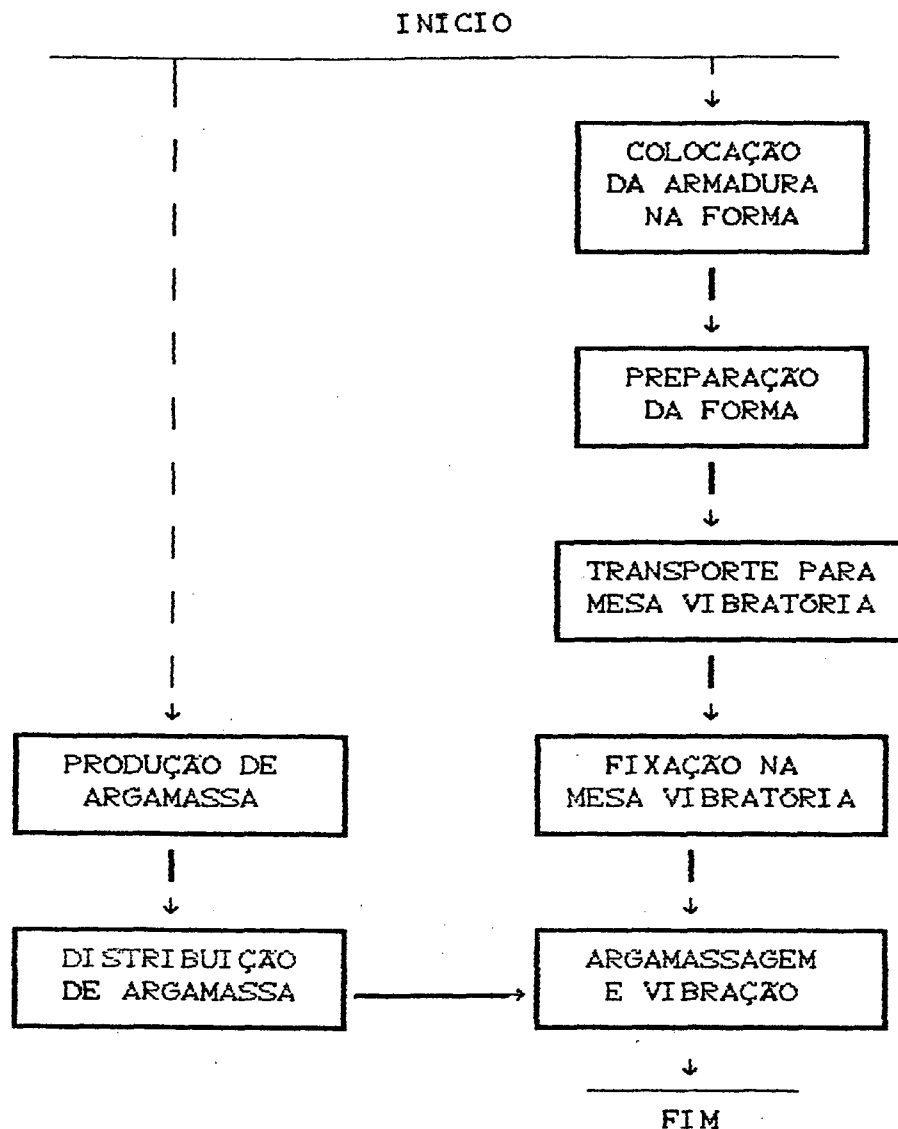 INICIO
COLOCAÇÃO
DA ARMADURA
NA FORMA
PREPARAÇÃO
DA FORMA
TRANSPORTE PARA
MESA VIBRATÓRIA
PRODUÇÃO DE
ARGAMASSA
FIXAÇÃO NA
MESA VIBRATÓRIA
DISTRIBUIÇÃO
DE ARGAMASSA
ARGAMASSAGEM
E VIBRAÇÃO
FIM